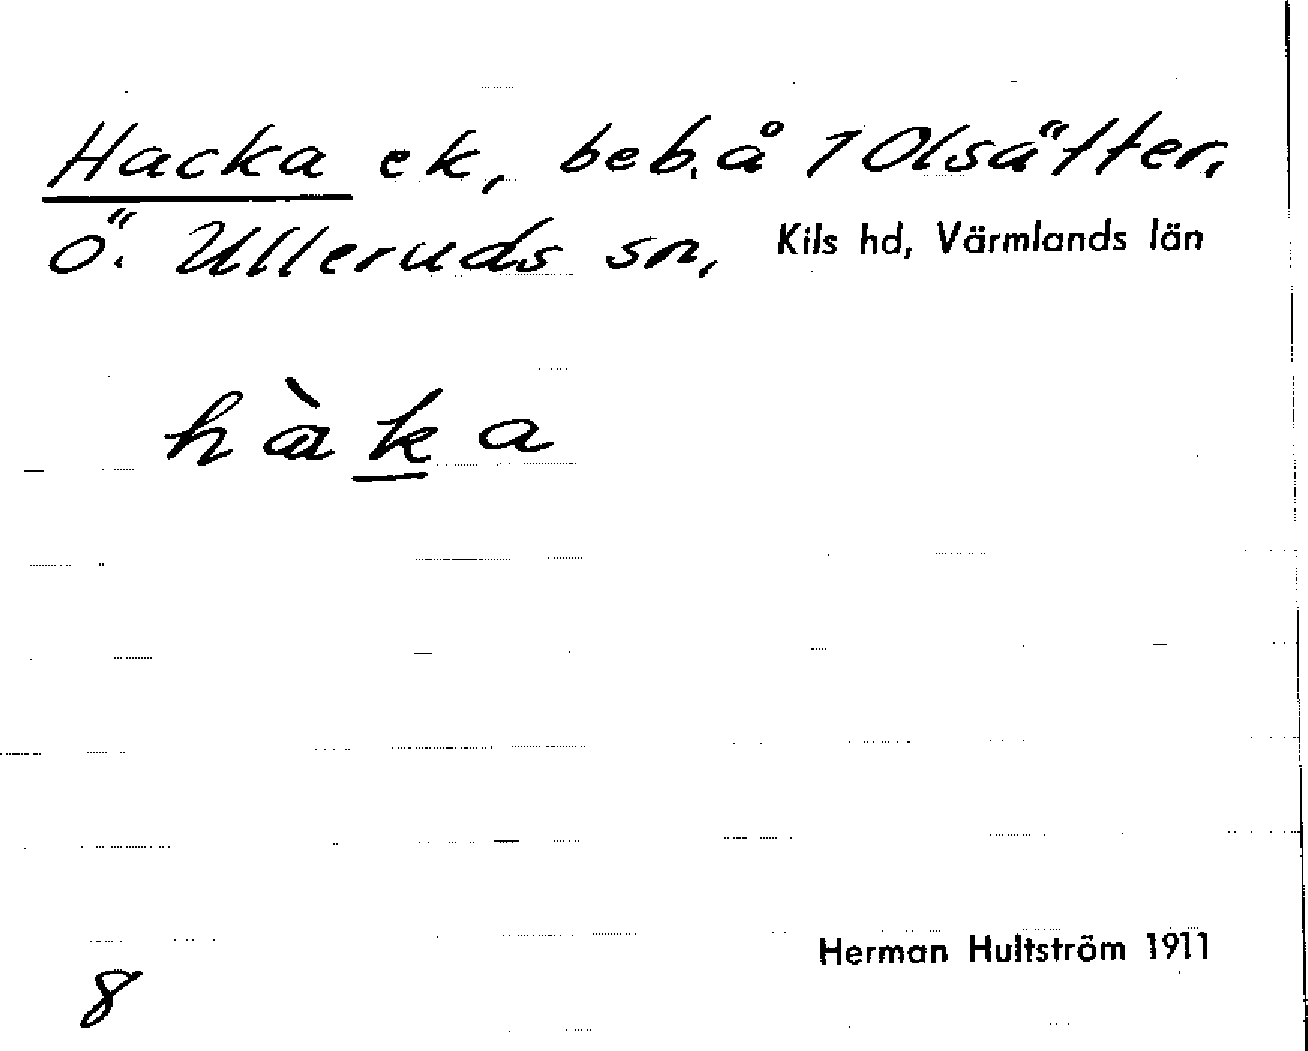 Hacka ek, beb. å 1 Olsätter,
Ö. Ulleruds sn, Kils hd, Värmlands län
hàka
Herman Hultström 1911
8